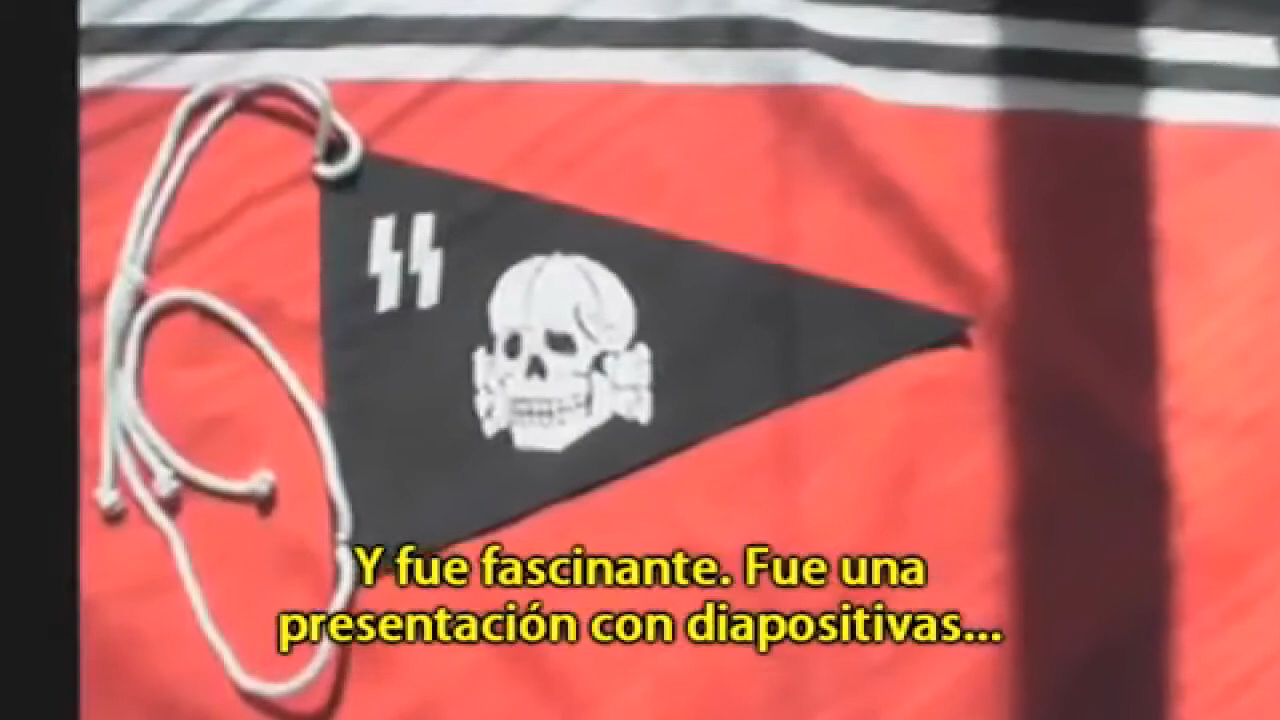 SS
Y fue fascinante. Fue una
presentación con diapositivas...